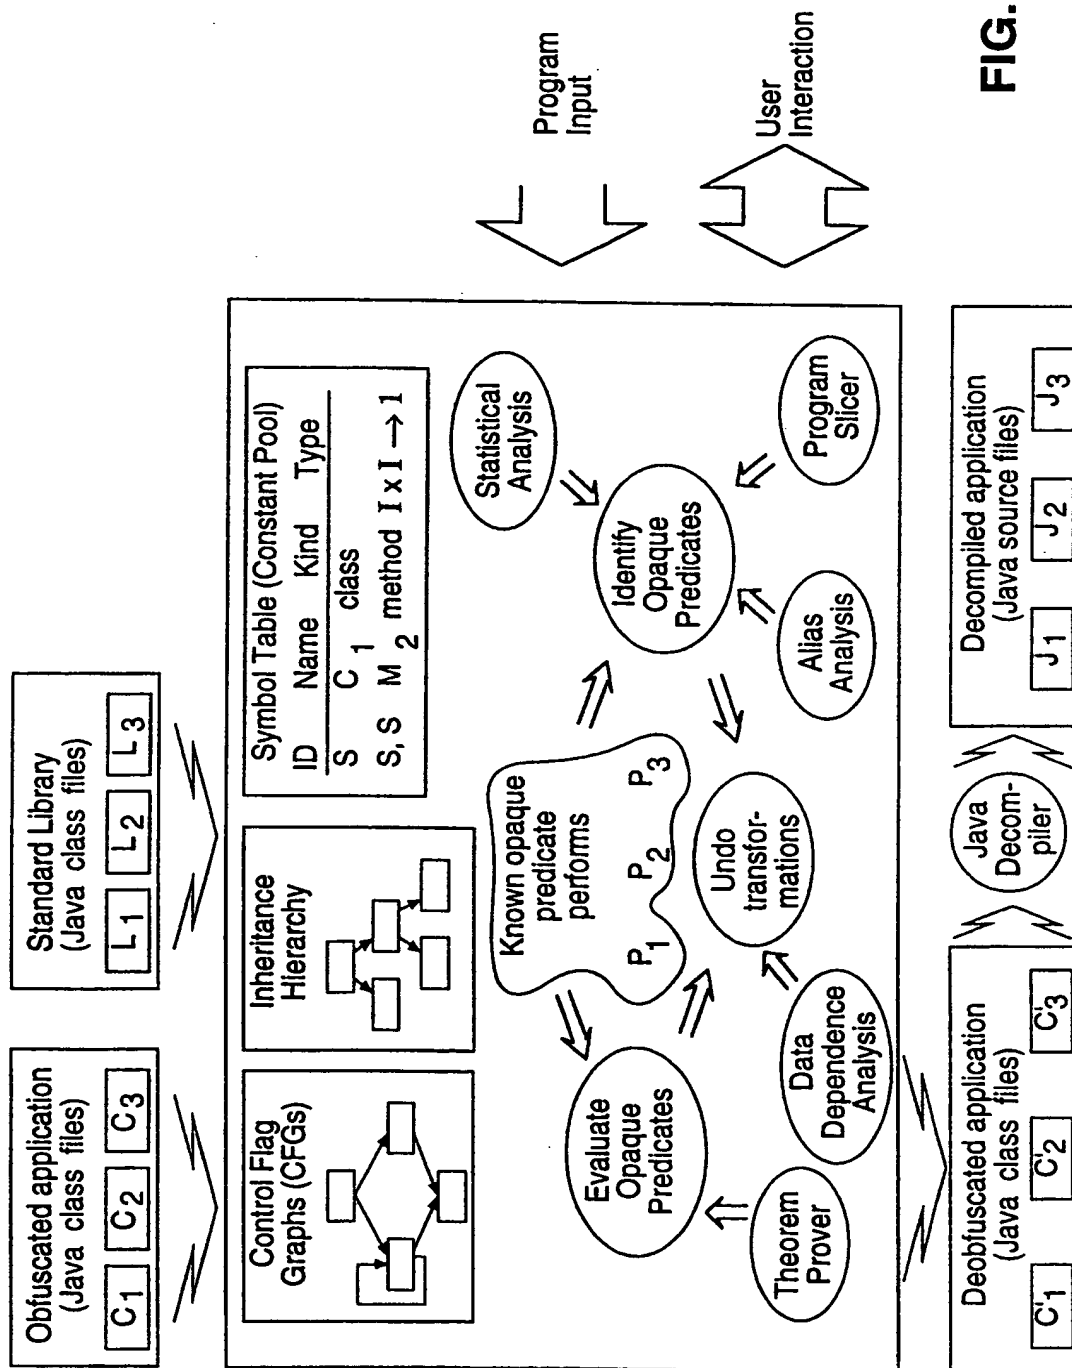 Obfuscated application
(Java class files)
C1 C2 C3
Standard Library
(Java class files)
L1 L2 L3
Control Flag
Graphs (CFGs)
Inheritance
Hierarchy
Symbol Table (Constant Pool)
ID Name Kind Type
S C1 class
S, S M2 method I x I → 1
Program
Input
User
Interaction
Known opaque
predicate
performs
P1 P2 P3
Statistical
Analysis
Evaluate
Opaque
Predicates
Identify
Opaque
Predicates
Undo
transfor-
mations
Theorem
Prover
Data
Dependence
Analysis
Alias
Analysis
Program
Slicer
Deobfuscated application
(Java class files)
C'1 C'2 C'3
Java
Decom-
piler
Decompiled application
(Java source files)
J1 J2 J3
FIG.